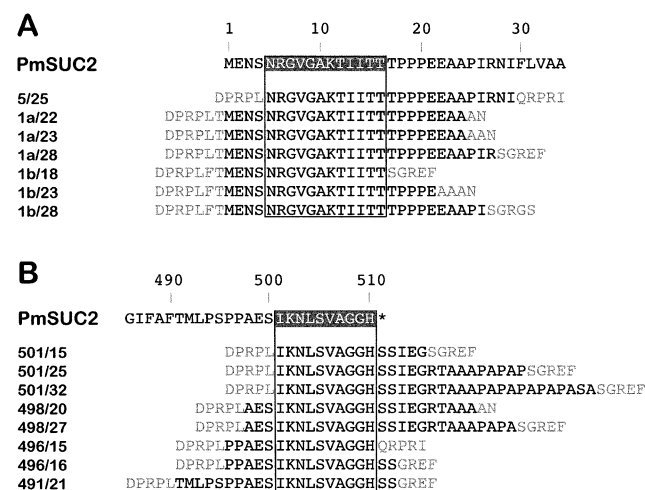 A
1 10 20 30
PmSUC2 MENSNRGVGAKTIITTTPPPEEAAPIRNIFLVAA
5/25 DPRPLNRGVGAKTIITTTPPPEEAAPIRNIQRPRI
1a/22 DPRPLTMENSNRGVGAKTIITTTPPPEEAAAN
1a/23 DPRPLTMENSNRGVGAKTIITTTPPPEEAAAAN
1a/28 DPRPLTMENSNRGVGAKTIITTTPPPEEAAPIRSGREF
1b/18 DPRPLFTMENSNRGVGAKTIITTSGREF
1b/23 DPRPLFTMENSNRGVGAKTIITTTPPPEAAAN
1b/28 DPRPLFTMENSNRGVGAKTIITTTPPPEEAAPISGRGS
B
490 500 510
PmSUC2 GIFAFTMLPSPPAESIKNLSVAGGH*
501/15 DPRPLIKNLSVAGGHSSIEGSGREF
501/25 DPRPLIKNLSVAGGHSSIEGRTAAAPAPAPSGREF
501/32 DPRPLIKNLSVAGGHSSIEGRTAAAPAPAPAPAPASASGREF
498/20 DPRPLAESIKNLSVAGGHSSIEGRTAAAAN
498/27 DPRPLAESIKNLSVAGGHSSIEGRTAAAPAPASGREF
496/15 DPRPLPPAESIKNLSVAGGHQRPRI
496/16 DPRPLPPAESIKNLSVAGGHSSGREF
491/21 DPRPLTMLPSPPAESIKNLSVAGGHSSGREF